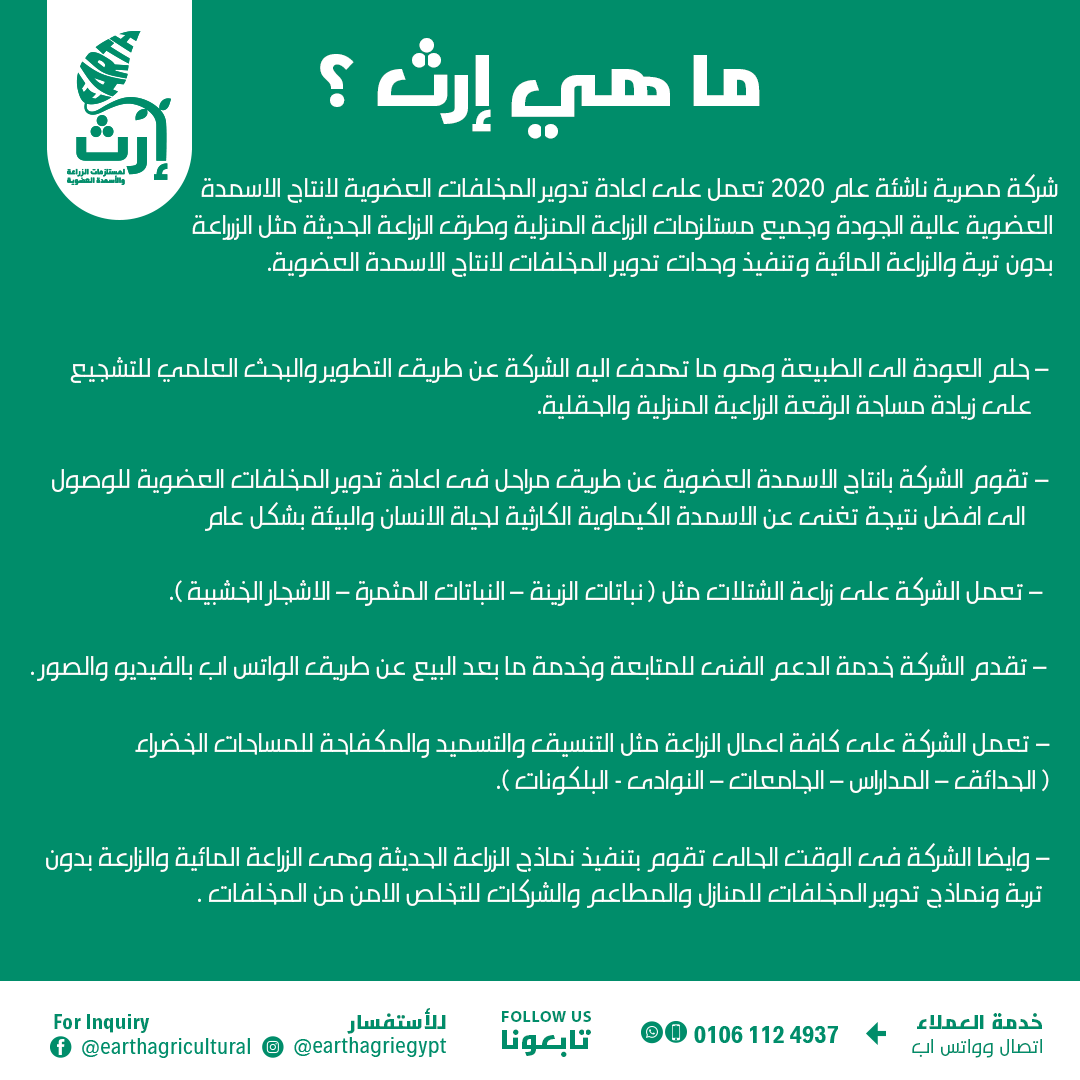 EARTH
إرث
لمستلزمات الزراعة
والأسمدة العضوية
ما هي إرث ؟
شركة مصرية ناشئة عام 2020 تعمل على اعادة تدوير المخلفات العضوية لانتاج الاسمدة
العضوية عالية الجودة وجميع مستلزمات الزراعة المنزلية وطرق الزراعة الحديثة مثل الزرراعة
بدون تربة والزراعة المائية وتنفيذ وحدات تدوير المخلفات لانتاج الاسمدة العضوية.
– حلم العودة الى الطبيعة وهو ما تهدف اليه الشركة عن طريق التطوير والبحث العلمي للتشجيع
على زيادة مساحة الرقعة الزراعية المنزلية والحقلية.
– تقوم الشركة بانتاج الاسمدة العضوية عن طريق مراحل فى اعادة تدوير المخلفات العضوية للوصول
الى افضل نتيجة تغنى عن الاسمدة الكيماوية الكارثية لحياة الانسان والبيئة بشكل عام
– تعمل الشركة على زراعة الشتلات مثل ( نباتات الزينة – النباتات المثمرة – الاشجار الخشبية ).
– تقدم الشركة خدمة الدعم الفنى للمتابعة وخدمة ما بعد البيع عن طريق الواتس اب بالفيديو والصور .
– تعمل الشركة على كافة اعمال الزراعة مثل التنسيق والتسميد والمكفاحة للمساحات الخضراء
( الحدائق – المدارس – الجامعات – النوادى - البلكونات ).
– وايضا الشركة فى الوقت الحالى تقوم بتنفيذ نماذج الزراعة الحديثة وهى الزراعة المائية والزارعة بدون
تربة ونماذج تدوير المخلفات للمنازل والمطاعم والشركات للتخلص الامن من المخلفات .
خدمة العملاء
اتصال وواتس اب
0106 112 4937
FOLLOW US
تابعونا
For Inquiry للأستفسار
@earthagricultural @earthagriegypt